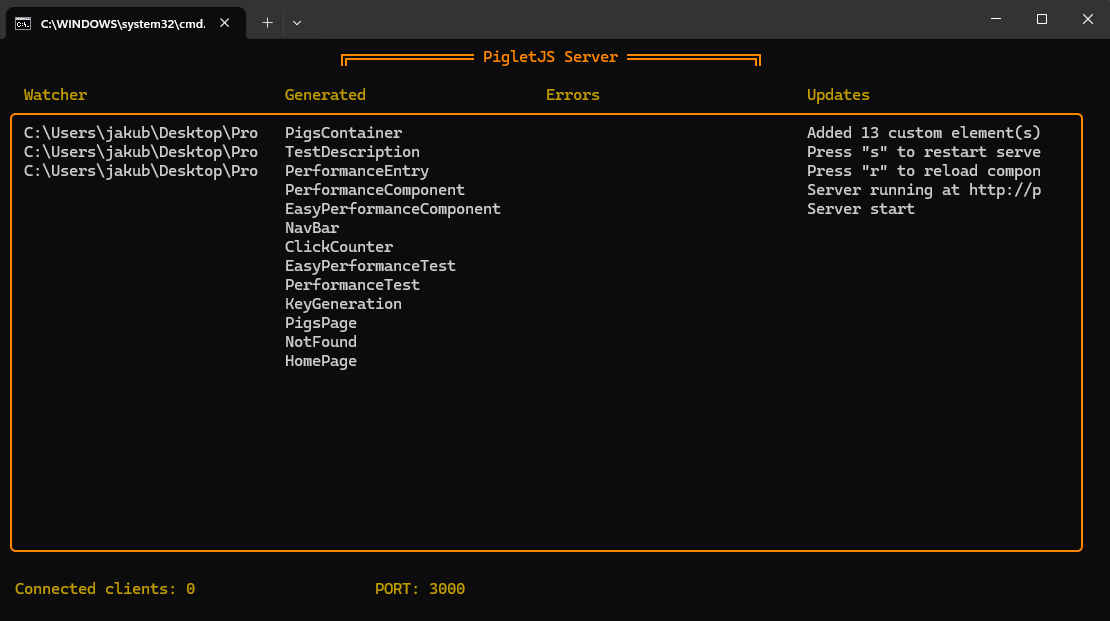 C:\WINDOWS\system32\cmd.
PigletJS Server
Watcher Generated Errors Updates
C:\Users\jakub\Desktop\Pro PigsContainer Added 13 custom element(s)
C:\Users\jakub\Desktop\Pro TestDescription Press "s" to restart serve
C:\Users\jakub\Desktop\Pro PerformanceEntry Press "r" to reload compon
PerformanceComponent Server running at http://p
EasyPerformanceComponent Server start
NavBar
ClickCounter
EasyPerformanceTest
PerformanceTest
KeyGeneration
PigsPage
NotFound
HomePage
Connected clients: 0 PORT: 3000